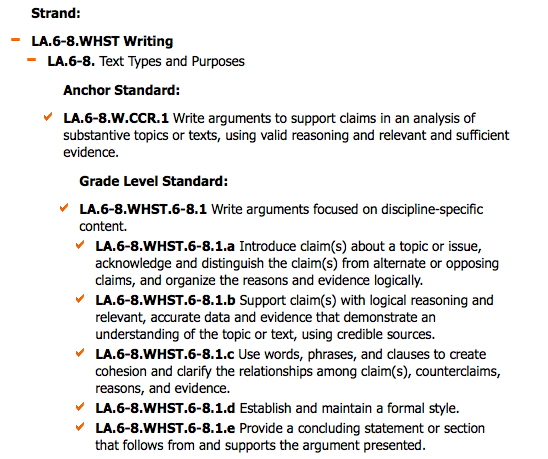 Strand:
LA.6-8.WHST Writing
LA.6-8. Text Types and Purposes
Anchor Standard:
LA.6-8.W.CCR.1 Write arguments to support claims in an analysis of
substantive topics or texts, using valid reasoning and relevant and sufficient
evidence.
Grade Level Standard:
LA.6-8.WHST.6-8.1 Write arguments focused on discipline-specific
content.
LA.6-8.WHST.6-8.1.a Introduce claim(s) about a topic or issue,
acknowledge and distinguish the claim(s) from alternate or opposing
claims, and organize the reasons and evidence logically.
LA.6-8.WHST.6-8.1.b Support claim(s) with logical reasoning and
relevant, accurate data and evidence that demonstrate an
understanding of the topic or text, using credible sources.
LA.6-8.WHST.6-8.1.c Use words, phrases, and clauses to create
cohesion and clarify the relationships among claim(s), counterclaims,
reasons, and evidence.
LA.6-8.WHST.6-8.1.d Establish and maintain a formal style.
LA.6-8.WHST.6-8.1.e Provide a concluding statement or section
that follows from and supports the argument presented.